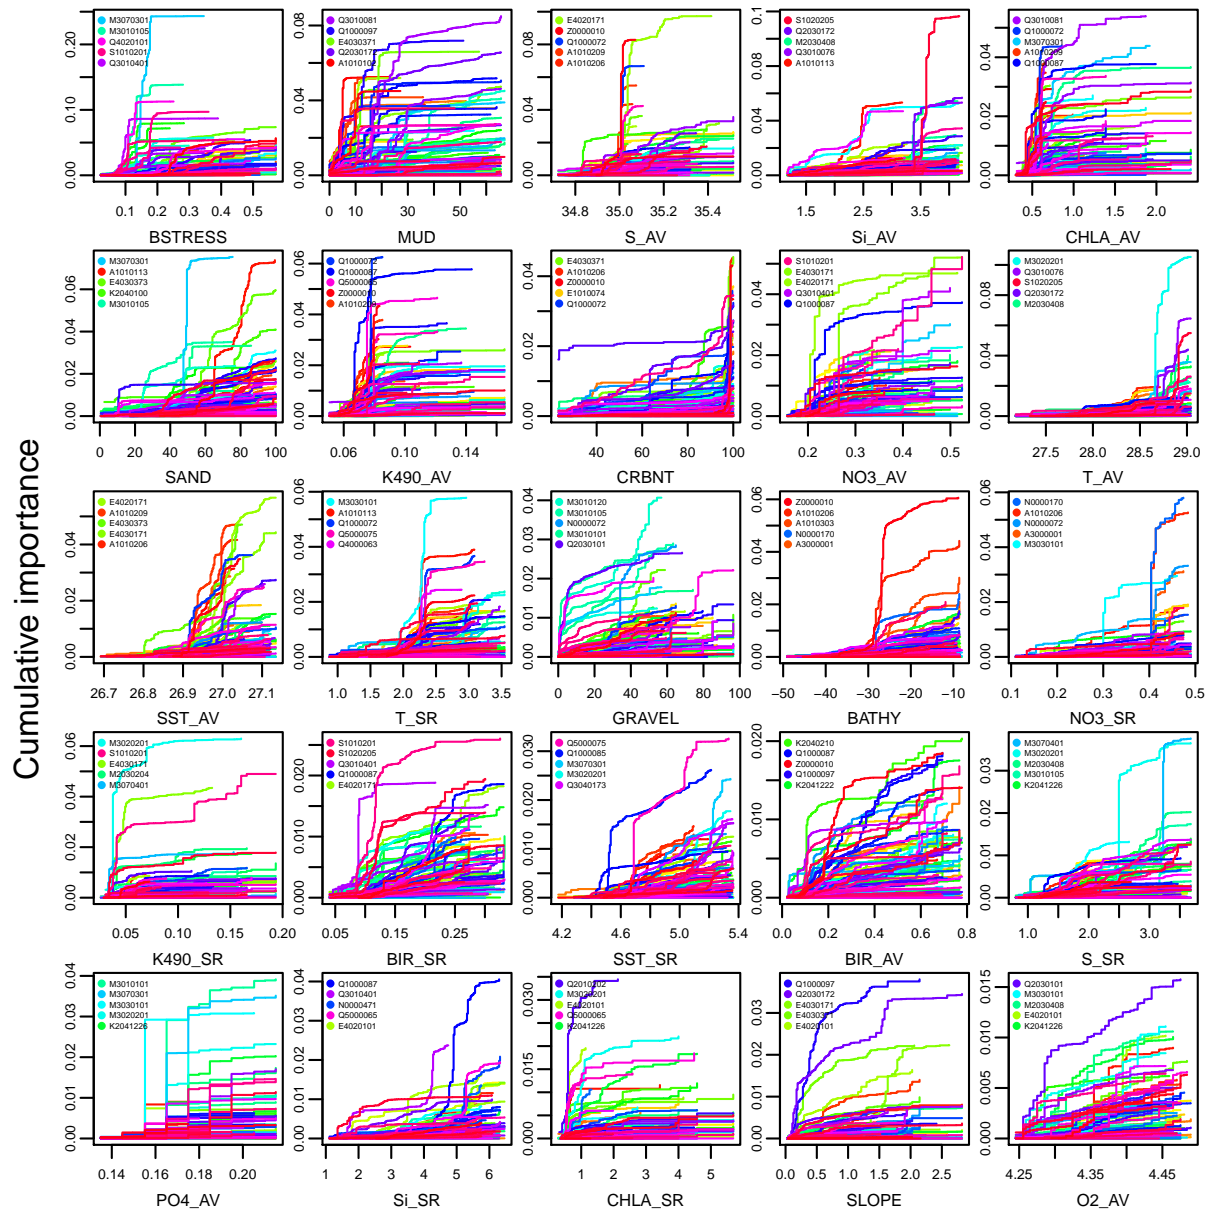 Cumulative importance
M3070301
M3010105
Q4020101
S1010201
Q3010401
0.00
0.10
0.20
0.1 0.2 0.3 0.4 0.5
BSTRESS
Q3010081
Q1000097
E4030371
Q2030172
A1010102
0.00
0.04
0.08
0 10 30 50
MUD
E4020171
Z0000010
Q1000072
A1010209
A1010206
0.00
0.04
0.08
34.8 35.0 35.2 35.4
S_AV
S1020205
Q2030172
M2030408
Q3010076
A1010113
0.00
0.04
0.08
0.1
1.5 2.5 3.5
Si_AV
Q3010081
Q1000072
M3070301
A1010209
Q1000087
0.00
0.02
0.04
0.5 1.0 1.5 2.0
CHLA_AV
M3070301
A1010113
E4030373
K2040100
M3010105
0.00
0.02
0.04
0.06
0 20 40 60 80 100
SAND
Q1000072
Q1000087
Q5000065
Z0000010
A1010209
0.00
0.01
0.02
0.03
0.04
0.05
0.06
0.06 0.10 0.14
K490_AV
E4030371
A1010206
Z0000010
E1010074
Q1000072
0.00
0.02
0.04
40 60 80 100
CRBNT
S1010201
E4030171
E4020171
Q3010401
Q1000087
0.00
0.01
0.02
0.03
0.04
0.05
0.2 0.3 0.4 0.5
NO3_AV
M3020201
Q3010076
S1020205
Q2030172
M2030408
0.00
0.04
0.08
27.5 28.0 28.5 29.0
T_AV
E4020171
A1010209
E4030373
E4030171
A1010206
0.00
0.02
0.04
26.7 26.8 26.9 27.0 27.1
SST_AV
M3030101
A1010113
Q1000072
Q5000075
Q4000063
0.00
0.02
0.04
0.06
1.0 1.5 2.0 2.5 3.0 3.5
T_SR
M3010120
M3010105
N0000072
M3010101
Q2030101
0.00
0.01
0.02
0.03
0.04
0 20 40 60 80 100
GRAVEL
Z0000010
A1010206
A1010303
N0000170
A3000001
0.00
0.01
0.02
0.03
0.04
0.05
0.06
−50 −40 −30 −20 −10
BATHY
N0000170
A1010206
N0000072
A3000001
M3030101
0.00
0.02
0.04
0.06
0.1 0.2 0.3 0.4 0.5
NO3_SR
M3020201
S1010201
E4030171
M2030204
M3070401
0.00
0.02
0.04
0.06
0.05 0.10 0.15 0.20
K490_SR
S1010201
S1020205
Q3010401
Q1000087
E4020171
0.000
0.010
0.020
0.05 0.15 0.25
BIR_SR
Q5000075
Q1000085
M3070301
M3020201
Q3040173
0.000
0.010
0.020
0.030
4.2 4.6 5.0 5.4
SST_SR
K2040210
Q1000087
Z0000010
Q1000097
K2041222
0.000
0.010
0.020
0.0 0.2 0.4 0.6 0.8
BIR_AV
M3070401
M3020201
M2030408
M3010105
K2041226
0.00
0.01
0.02
0.03
1.0 2.0 3.0
S_SR
M3010101
M3070301
M3030101
M3020201
K2041226
0.00
0.01
0.02
0.03
0.04
0.14 0.16 0.18 0.20
PO4_AV
Q1000087
Q3010401
N0000471
Q5000065
E4020101
0.00
0.01
0.02
0.03
0.04
1 2 3 4 5 6
Si_SR
Q2010202
M3020201
E4020101
Q5000065
K2041226
0.000
0.015
0.030
1 2 3 4 5
CHLA_SR
Q1000097
Q2030172
E4030171
E4030371
E4020101
0.00
0.01
0.02
0.03
0.0 0.5 1.0 1.5 2.0 2.5
SLOPE
Q2030101
M3030101
M2030408
E4020101
K2041226
0.000
0.005
0.010
0.015
4.25 4.35 4.45
O2_AV